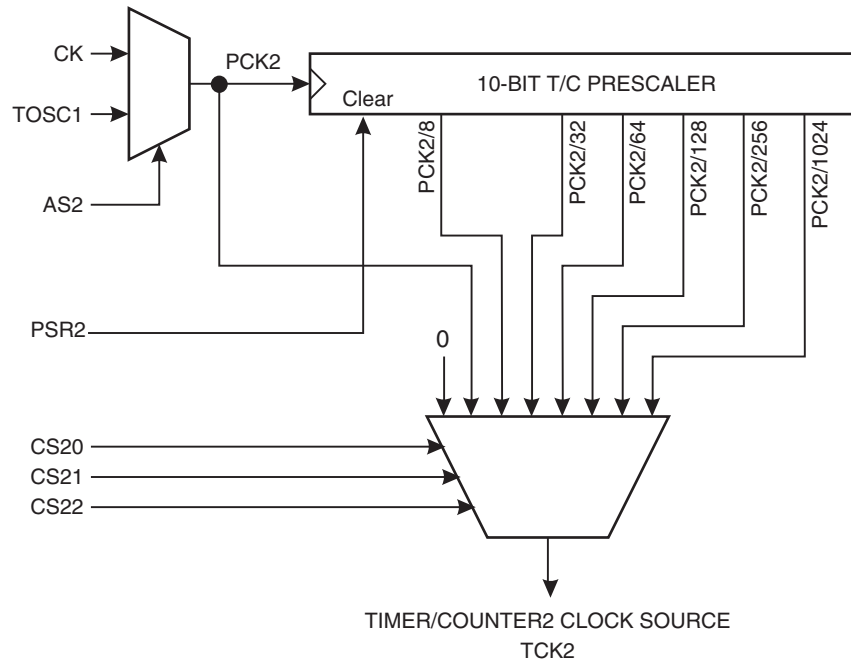 CK
PCK2
10-BIT T/C PRESCALER
TOSC1
Clear
PCK2/8
PCK2/32
PCK2/64
PCK2/128
PCK2/256
PCK2/1024
AS2
PSR2
0
CS20
CS21
CS22
TIMER/COUNTER2 CLOCK SOURCE
TCK2